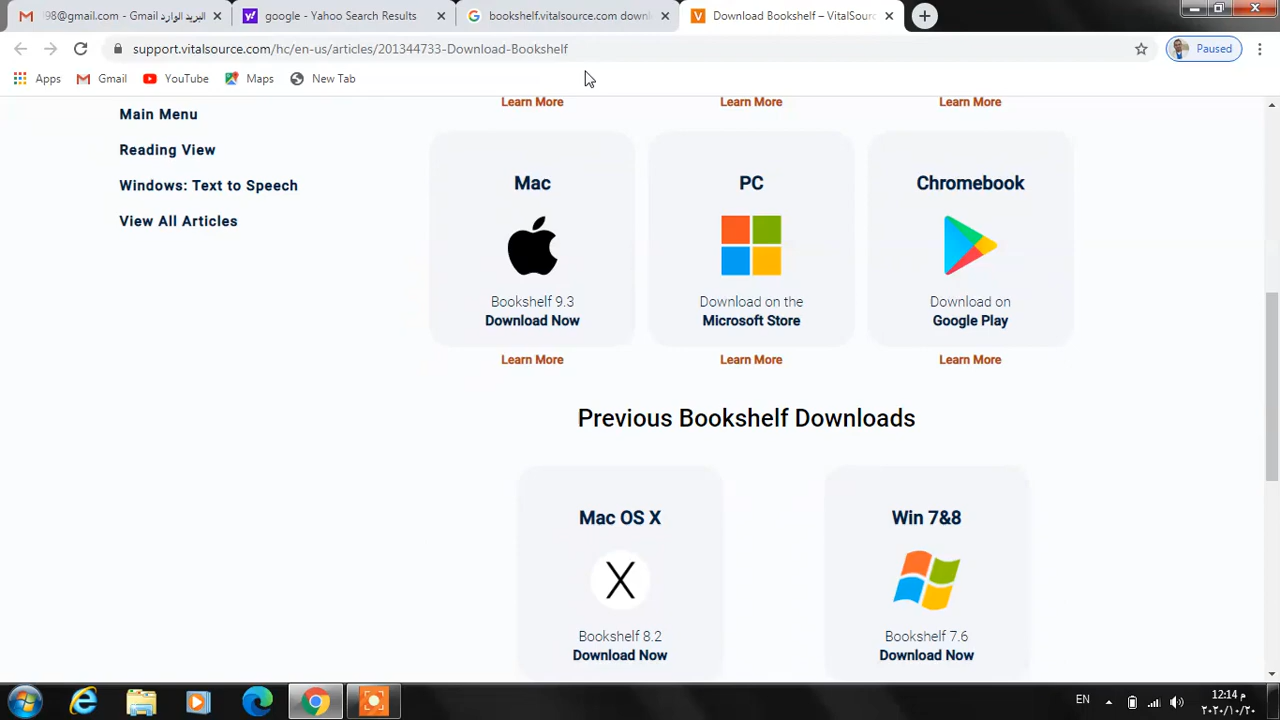 98@gmail.com - Gmail البريد الوارد
google - Yahoo Search Results
bookshelf.vitalsource.com down
Download Bookshelf – VitalSourc
support.vitalsource.com/hc/en-us/articles/201344733-Download-Bookshelf
Paused
Apps
Gmail
YouTube
Maps
New Tab
Main Menu
Reading View
Windows: Text to Speech
View All Articles
Learn More
Learn More
Learn More
Mac
PC
Chromebook
Bookshelf 9.3
Download Now
Download on the
Microsoft Store
Download on
Google Play
Learn More
Learn More
Learn More
Previous Bookshelf Downloads
Mac OS X
Win 7&8
X
Bookshelf 8.2
Download Now
Bookshelf 7.6
Download Now
EN
12:14 م
٢٠٢٠/١٠/٢٠